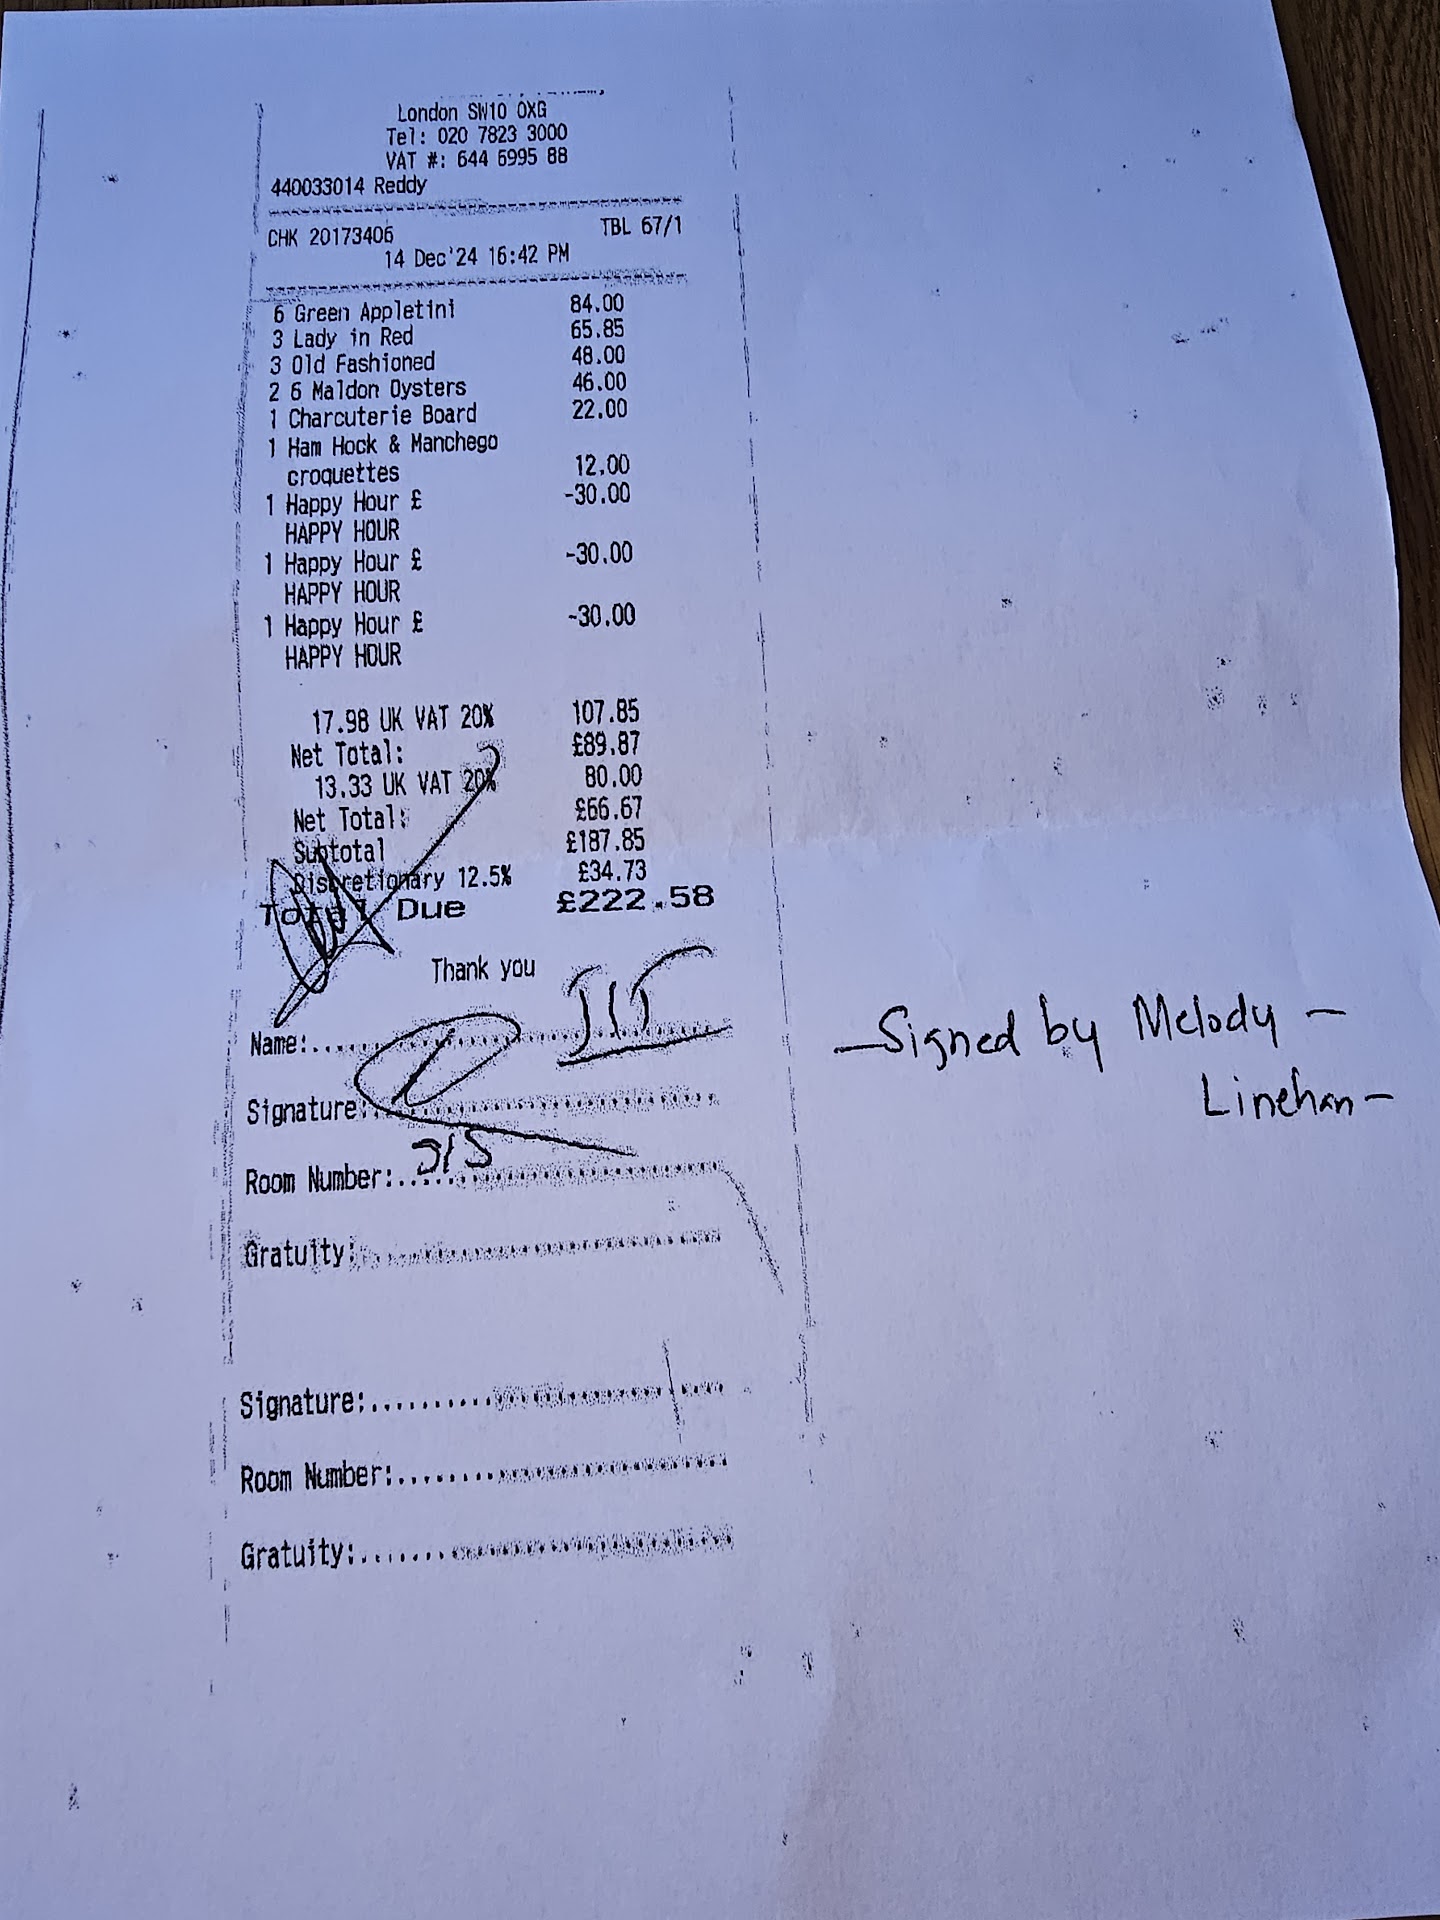 London SW10 0XG
Tel: 020 7823 3000
VAT #: 644 6995 88
440033014 Reddy
CHK 20173406 TBL 67/1
14 Dec'24 16:42 PM
6 Green Appletini 84.00
3 Lady in Red 65.85
3 Old Fashioned 48.00
2 6 Maldon Oysters 46.00
1 Charcuterie Board 22.00
1 Ham Hock & Manchego
croquettes 12.00
1 Happy Hour £ -30.00
HAPPY HOUR
1 Happy Hour £ -30.00
HAPPY HOUR
1 Happy Hour £ -30.00
HAPPY HOUR
17.98 UK VAT 20% 107.85
Net Total: £89.87
13.33 UK VAT 20% 80.00
Net Total: £66.67
Subtotal £187.85
Discretionary 12.5% £34.73
Total Due £222.58
Thank you
Name:
Signature:
Room Number: 315
Gratuity:
Signature:
Room Number:
Gratuity:
- Signed by Melody -
Linehan -